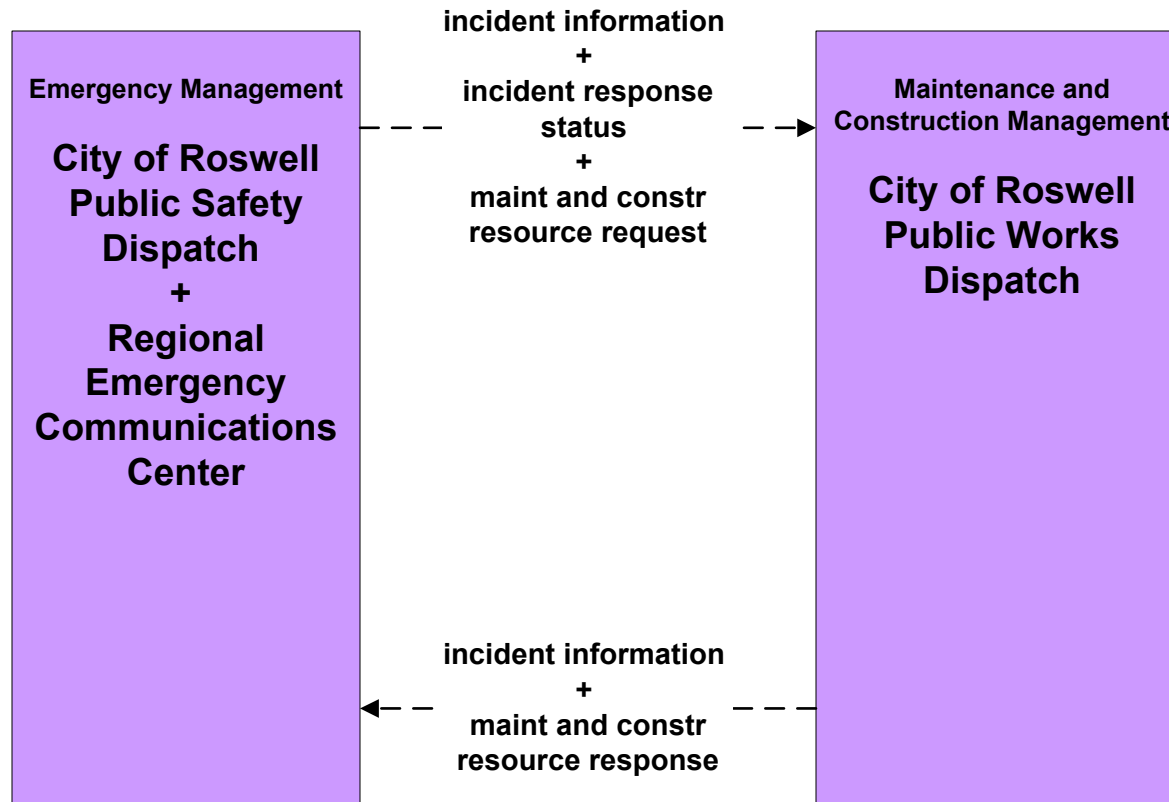 Emergency Management
City of Roswell
Public Safety
Dispatch
+
Regional
Emergency
Communications
Center
incident information
+
incident response
status
+
maint and constr
resource request
Maintenance and
Construction Management
City of Roswell
Public Works
Dispatch
incident information
+
maint and constr
resource response